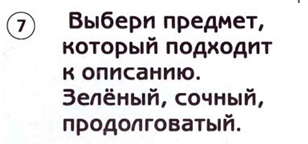 7 Выбери предмет,
который подходит
к описанию.
Зелёный, сочный,
продолговатый.